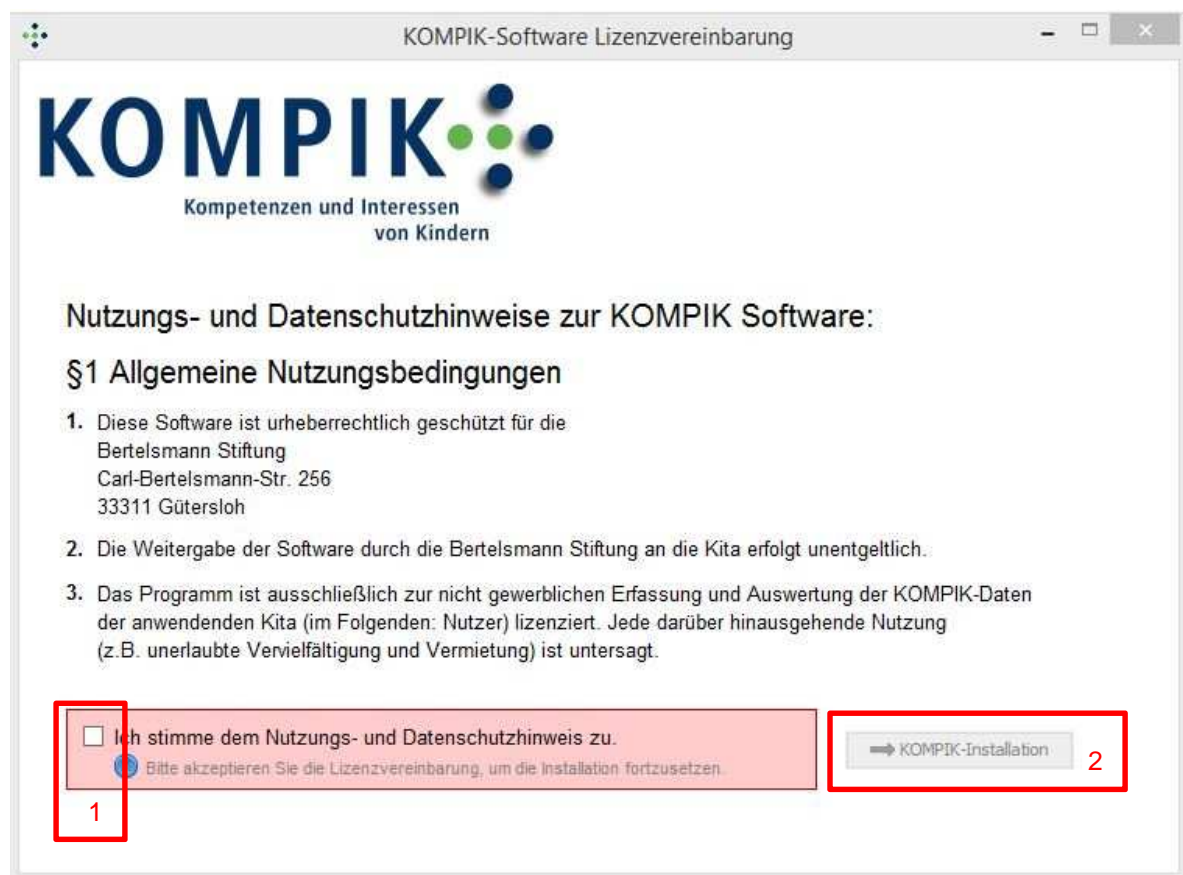 KOMPIK-Software Lizenzvereinbarung
KOMPIK
Kompetenzen und Interessen
von Kindern
Nutzungs- und Datenschutzhinweise zur KOMPIK Software:
§1 Allgemeine Nutzungsbedingungen
1. Diese Software ist urheberrechtlich geschützt für die
Bertelsmann Stiftung
Carl-Bertelsmann-Str. 256
33311 Gütersloh
2. Die Weitergabe der Software durch die Bertelsmann Stiftung an die Kita erfolgt unentgeltlich.
3. Das Programm ist ausschließlich zur nicht gewerblichen Erfassung und Auswertung der KOMPIK-Daten
der anwendenden Kita (im Folgenden: Nutzer) lizenziert. Jede darüber hinausgehende Nutzung
(z.B. unerlaubte Vervielfältigung und Vermietung) ist untersagt.
Ich stimme dem Nutzungs- und Datenschutzhinweis zu.
Bitte akzeptieren Sie die Lizenzvereinbarung, um die Installation fortzusetzen.
1
KOMPIK-Installation
2